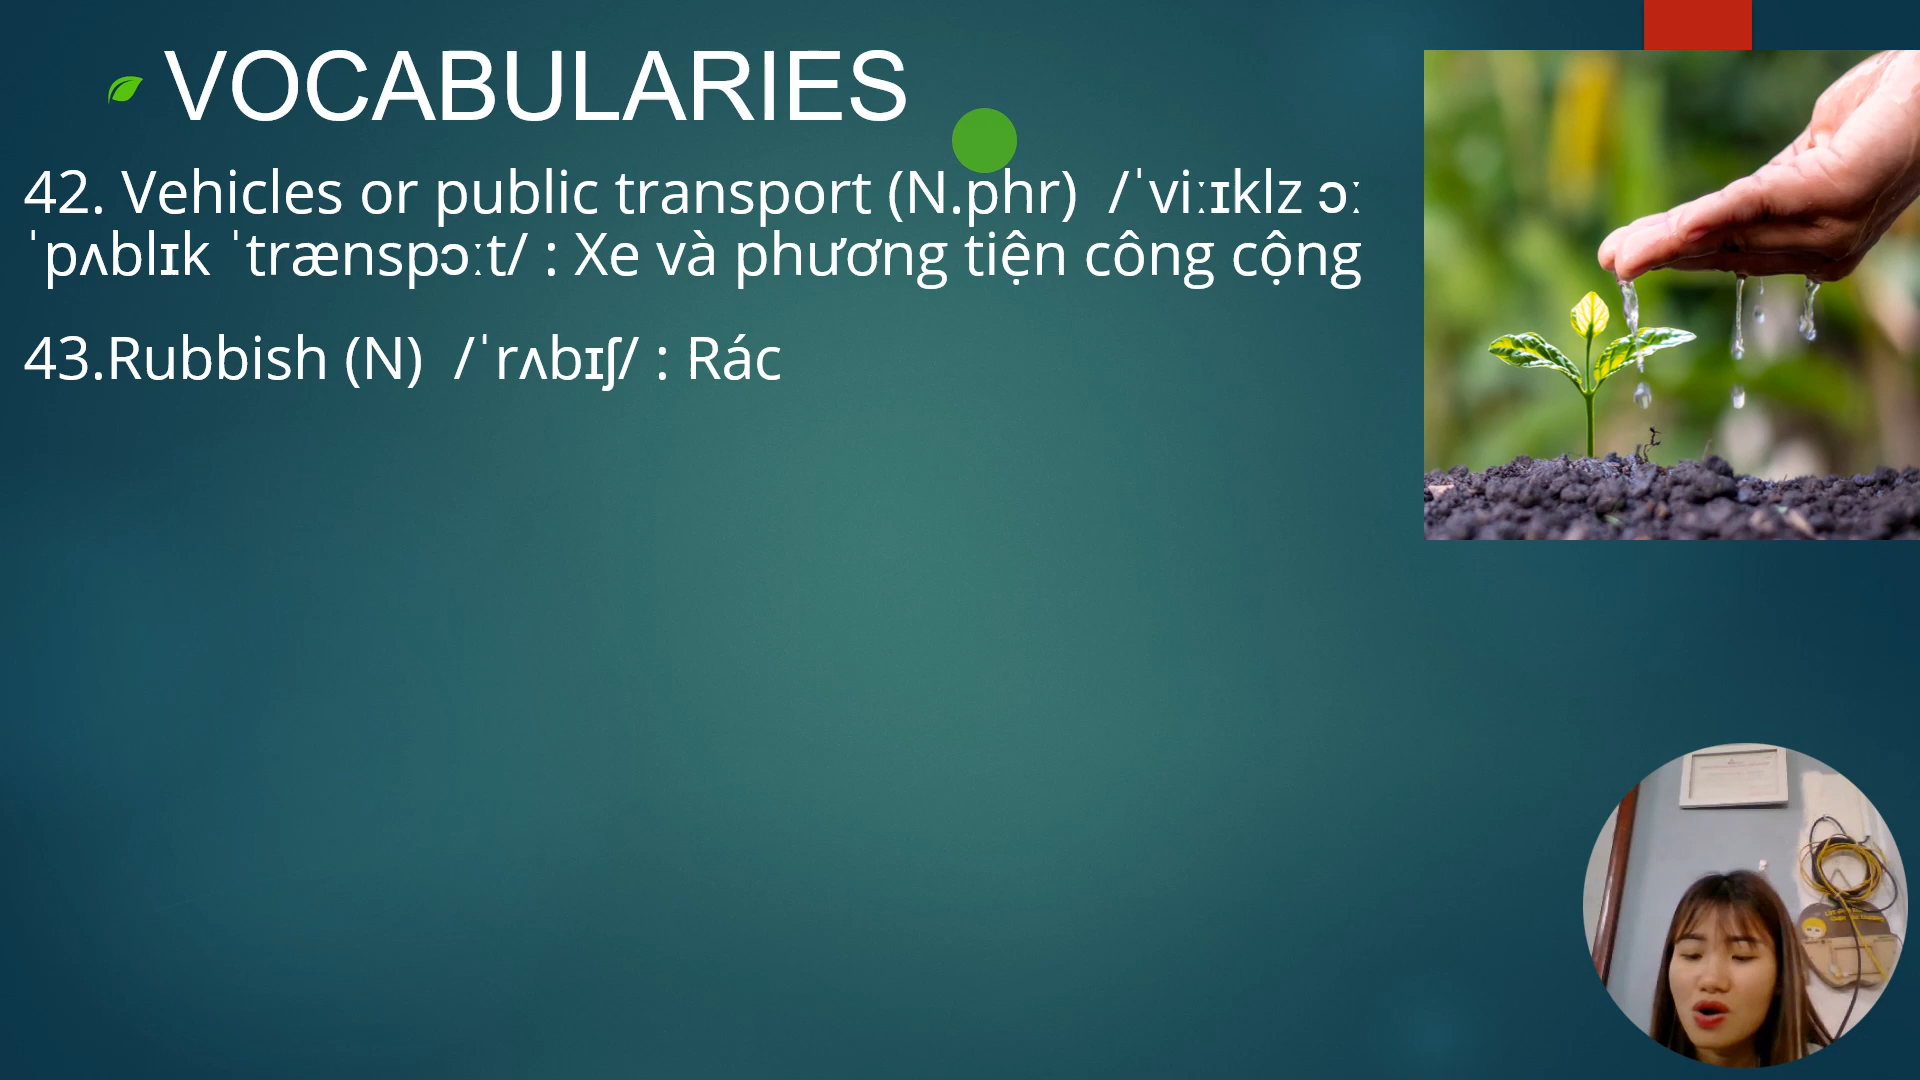 VOCABULARIES
42. Vehicles or public transport (N.phr) /ˈviːɪklz ɔː
ˈpʌblɪk ˈtrænspɔːt/ : Xe và phương tiện công cộng
43.Rubbish (N) /ˈrʌbɪʃ/ : Rác